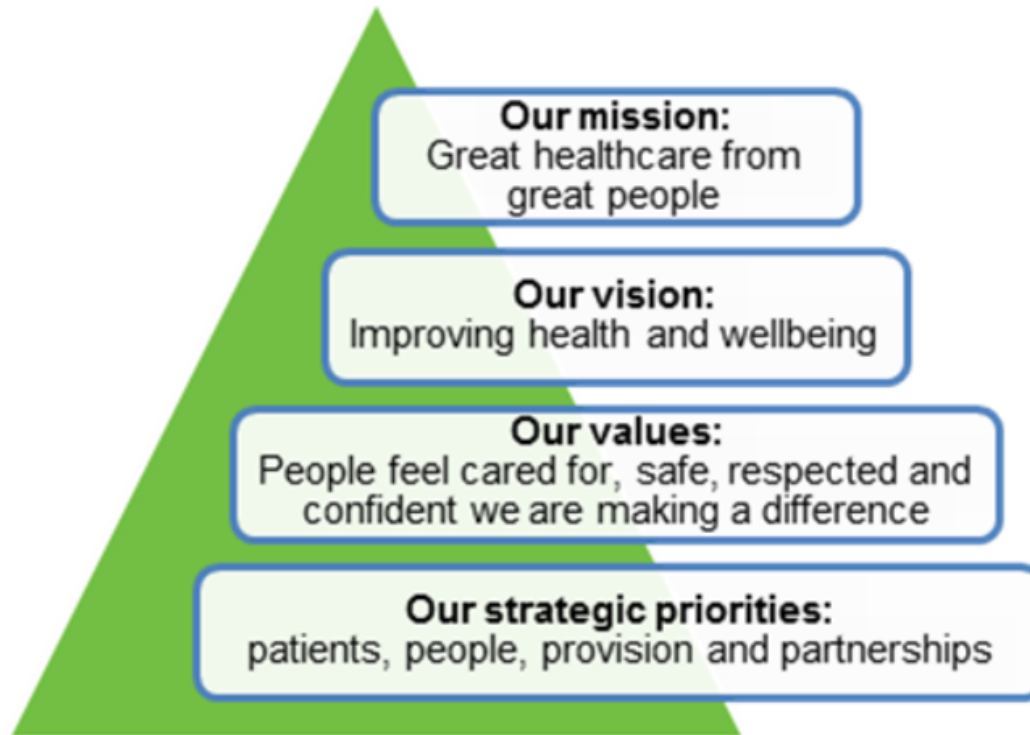 Our mission:
Great healthcare from
great people
Our vision:
Improving health and wellbeing
Our values:
People feel cared for, safe, respected and
confident we are making a difference
Our strategic priorities:
patients, people, provision and partnerships